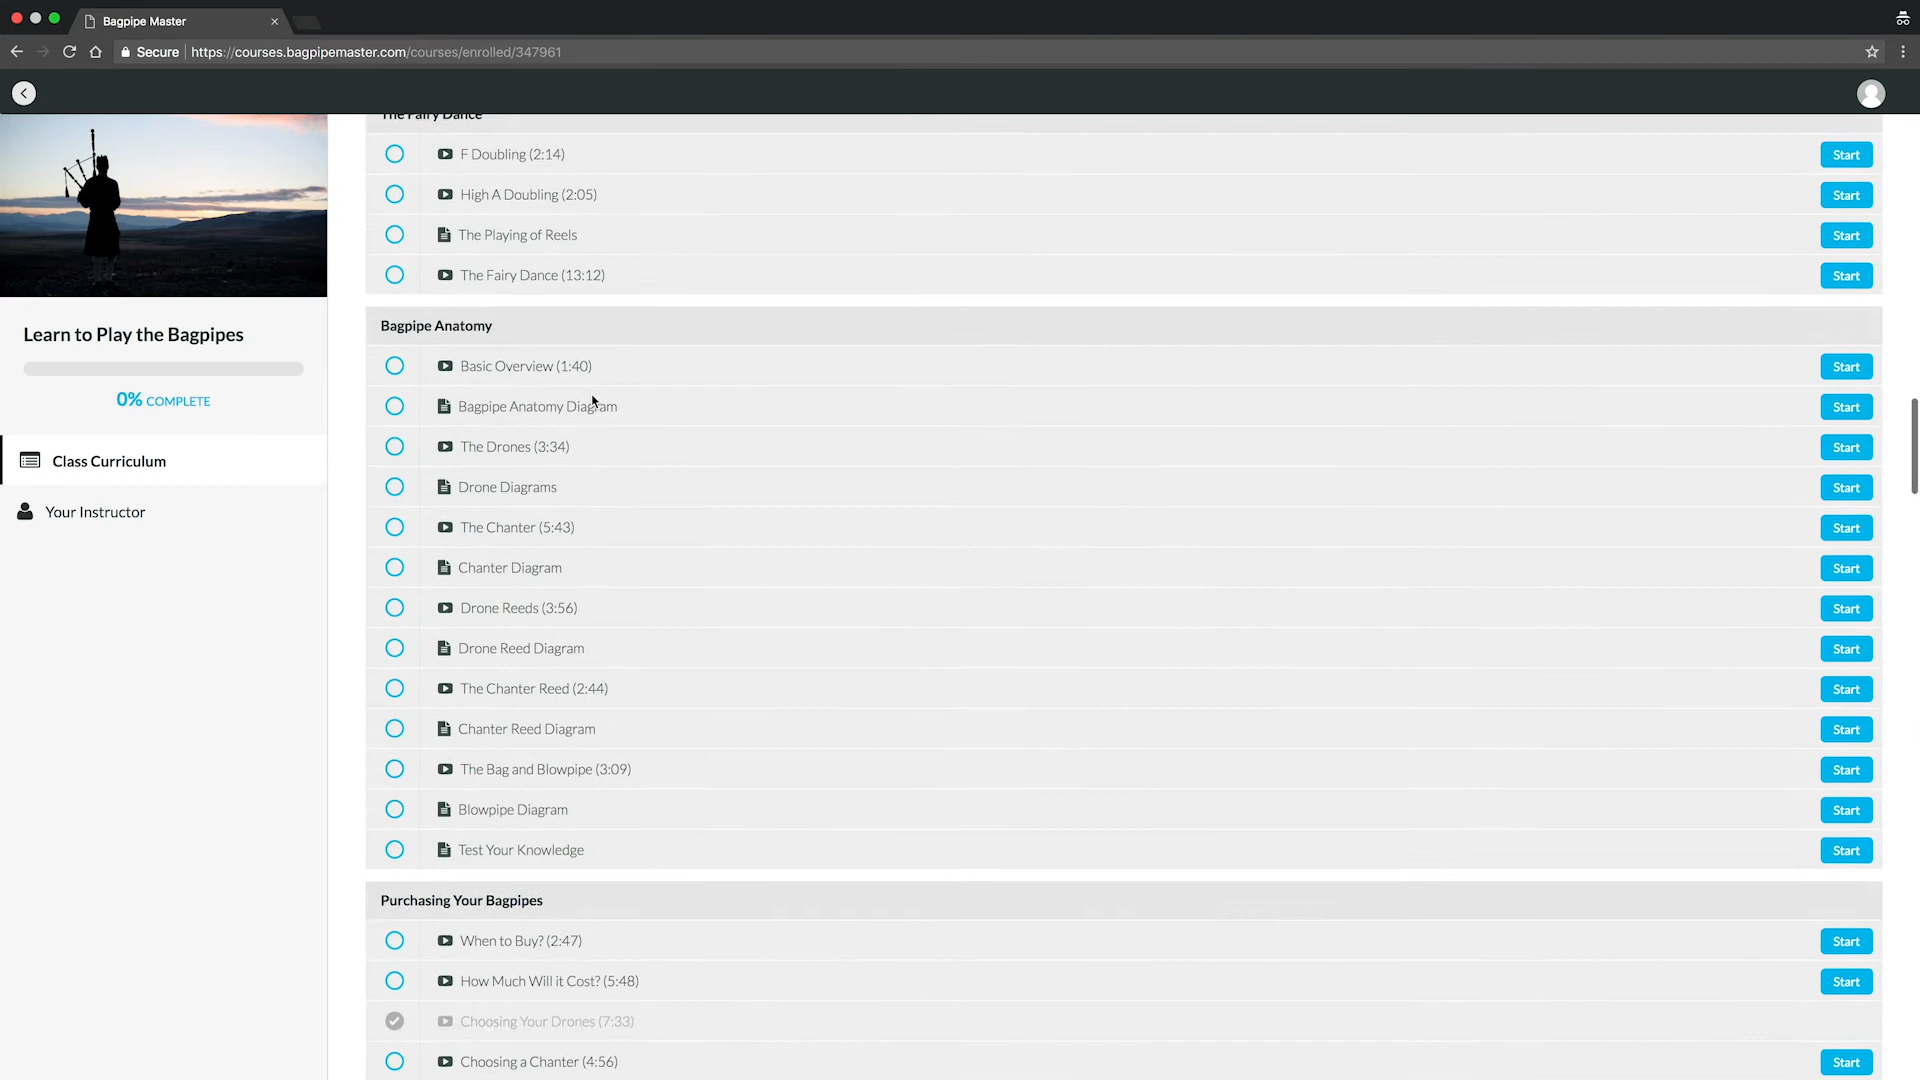 Bagpipe Master
Secure https://courses.bagpipemaster.com/courses/enrolled/347961
Learn to Play the Bagpipes
0% COMPLETE
Class Curriculum
Your Instructor
The Fairy Dance
F Doubling (2:14) Start
High A Doubling (2:05) Start
The Playing of Reels Start
The Fairy Dance (13:12) Start
Bagpipe Anatomy
Basic Overview (1:40) Start
Bagpipe Anatomy Diagram Start
The Drones (3:34) Start
Drone Diagrams Start
The Chanter (5:43) Start
Chanter Diagram Start
Drone Reeds (3:56) Start
Drone Reed Diagram Start
The Chanter Reed (2:44) Start
Chanter Reed Diagram Start
The Bag and Blowpipe (3:09) Start
Blowpipe Diagram Start
Test Your Knowledge Start
Purchasing Your Bagpipes
When to Buy? (2:47) Start
How Much Will it Cost? (5:48) Start
Choosing Your Drones (7:33)
Choosing a Chanter (4:56) Start